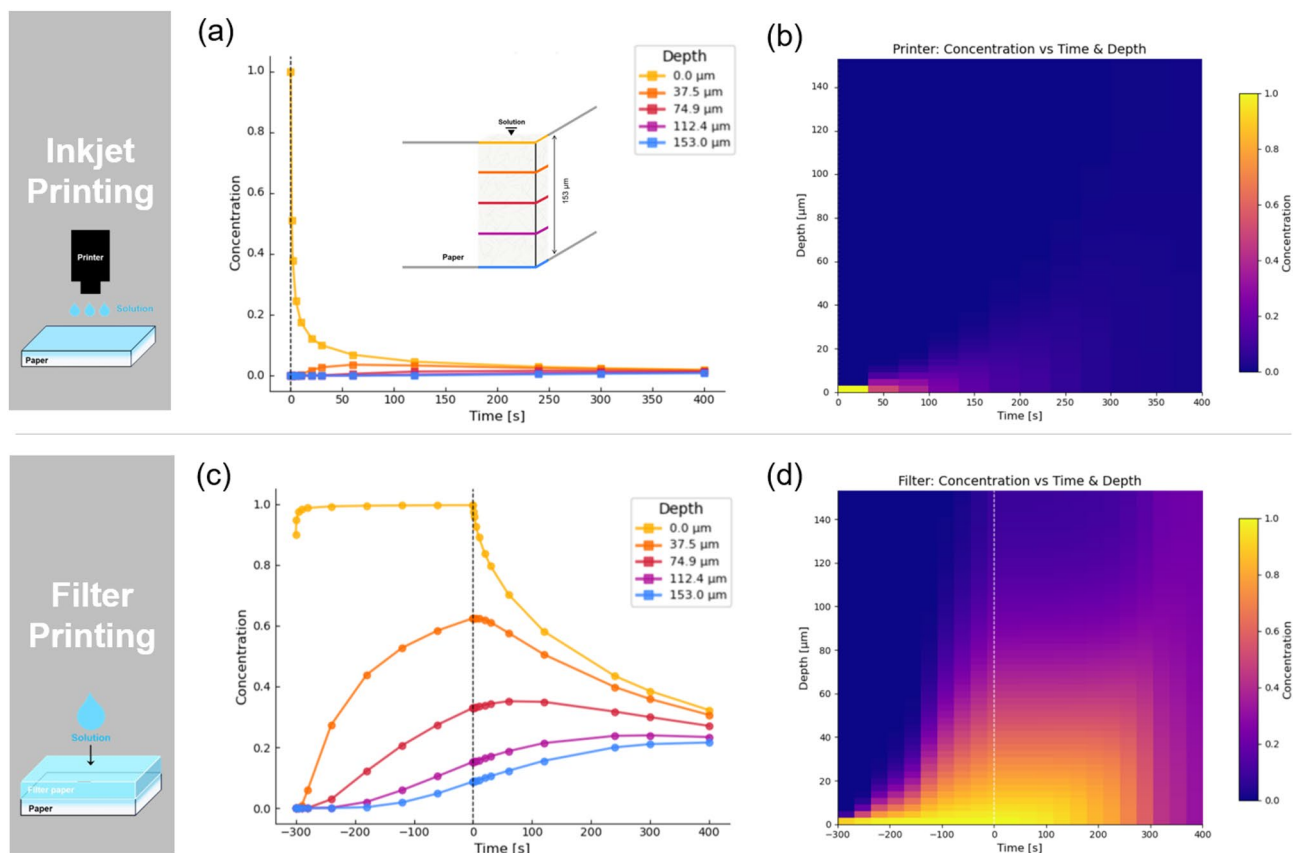 Inkjet
Printing
Printer
Solution
Paper
(a)
Concentration
1.0
0.8
0.6
0.4
0.2
0.0
0
50
100
150
200
250
300
350
400
Time [s]
Depth
0.0 µm
37.5 µm
74.9 µm
112.4 µm
153.0 µm
Solution
153 µm
Paper
(b)
Printer: Concentration vs Time & Depth
Depth [µm]
140
120
100
80
60
40
20
0
0
50
100
150
200
250
300
350
400
Time [s]
1.0
0.8
0.6
0.4
0.2
0.0
Concentration
Filter
Printing
Solution
Filter paper
Paper
(c)
Concentration
1.0
0.8
0.6
0.4
0.2
0.0
−300
−200
−100
0
100
200
300
400
Time [s]
Depth
0.0 µm
37.5 µm
74.9 µm
112.4 µm
153.0 µm
(d)
Filter: Concentration vs Time & Depth
Depth [µm]
140
120
100
80
60
40
20
0
−300
−200
−100
0
100
200
300
400
Time [s]
1.0
0.8
0.6
0.4
0.2
0.0
Concentration